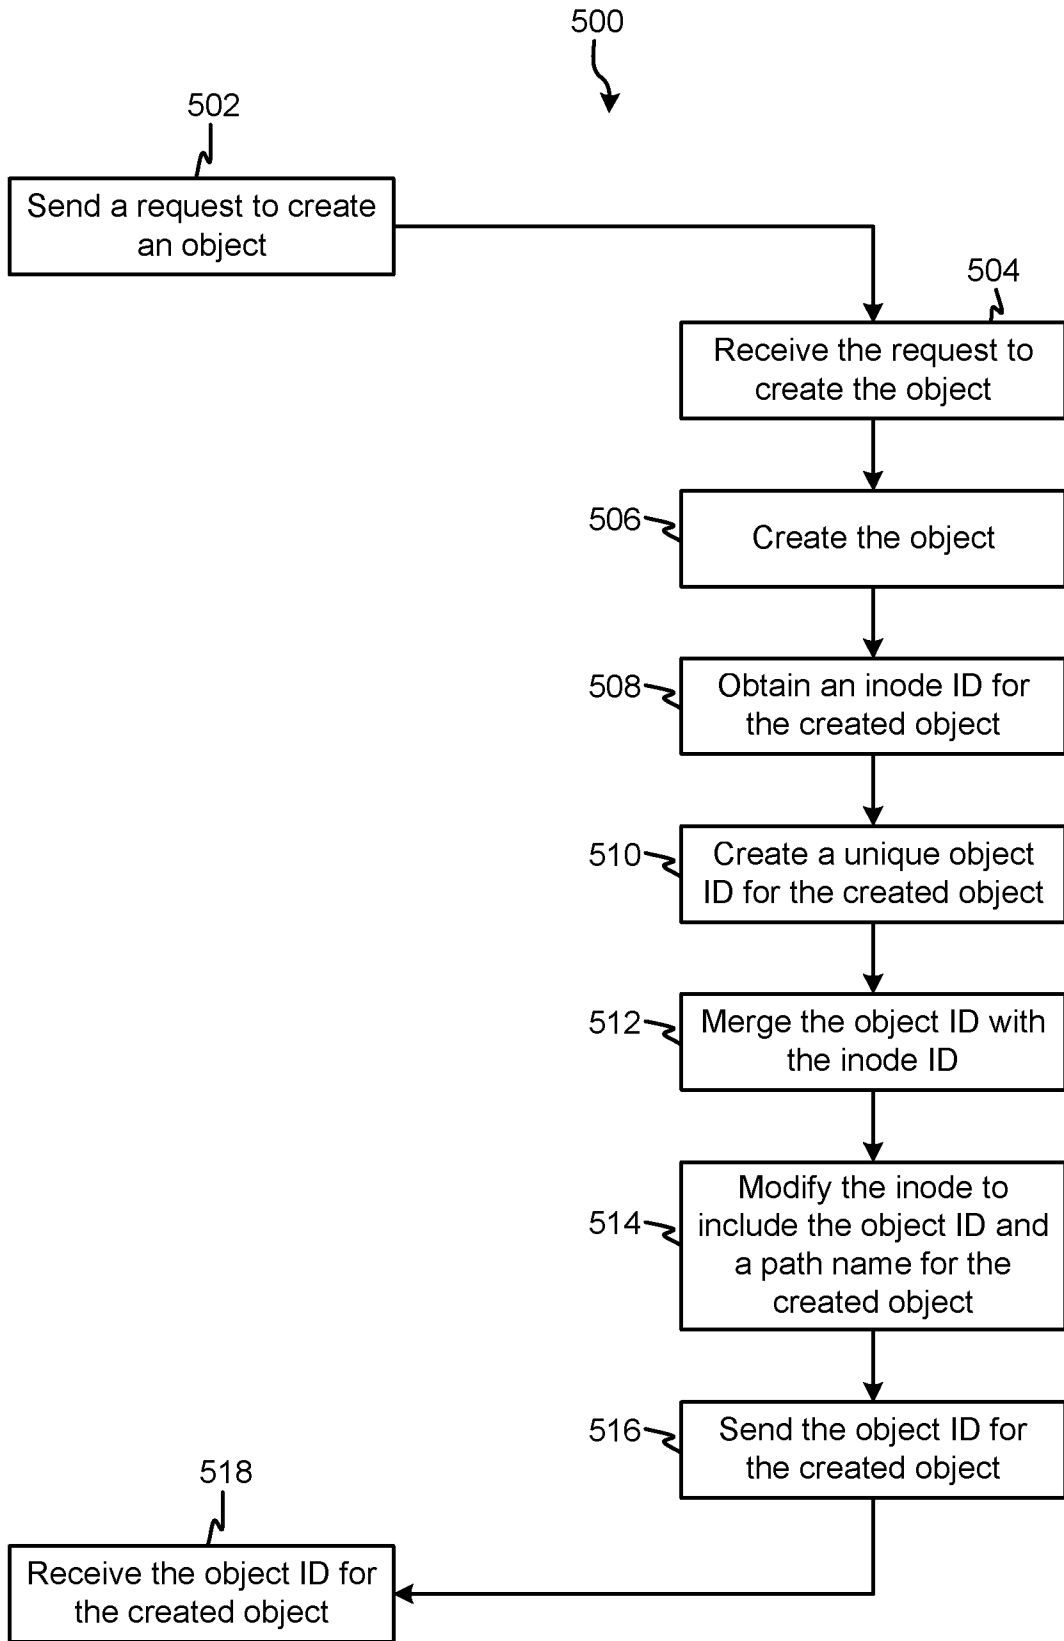 500
502
Send a request to create
an object
504
Receive the request to
create the object
506
Create the object
508
Obtain an inode ID for
the created object
510
Create a unique object
ID for the created object
512
Merge the object ID with
the inode ID
514
Modify the inode to
include the object ID and
a path name for the
created object
516
Send the object ID for
the created object
518
Receive the object ID for
the created object